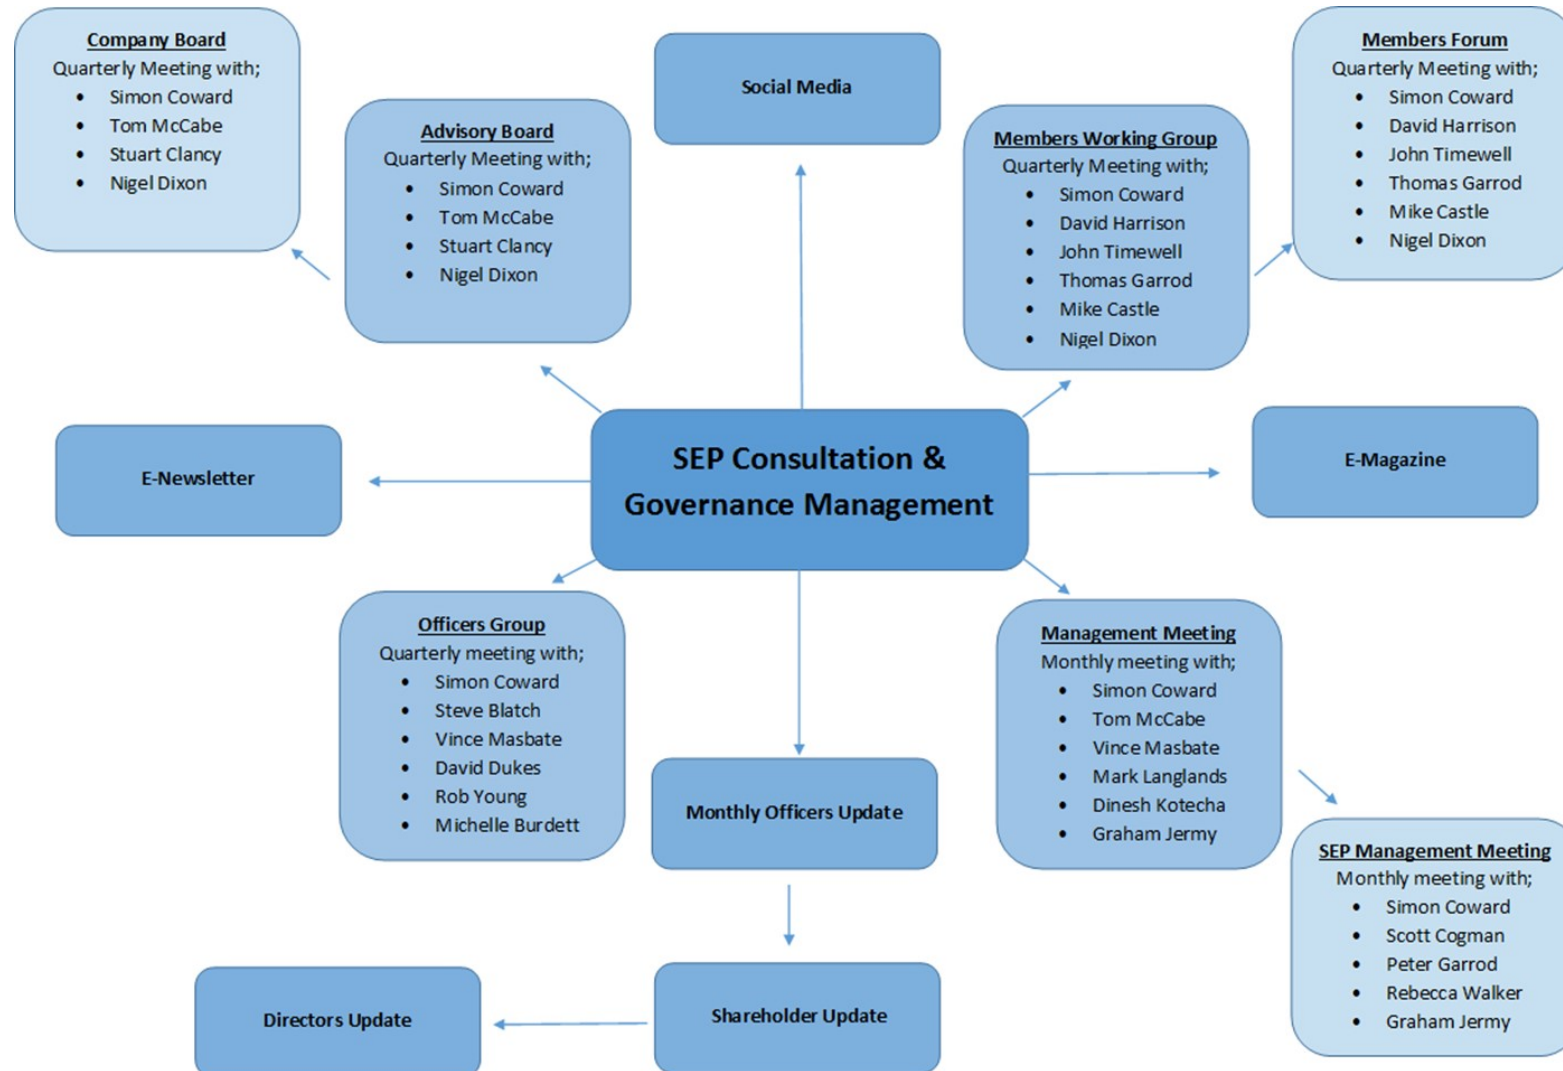 Company Board
Quarterly Meeting with;
• Simon Coward
• Tom McCabe
• Stuart Clancy
• Nigel Dixon
Advisory Board
Quarterly Meeting with;
• Simon Coward
• Tom McCabe
• Stuart Clancy
• Nigel Dixon
Social Media
Members Working Group
Quarterly Meeting with;
• Simon Coward
• David Harrison
• John Timewell
• Thomas Garrod
• Mike Castle
• Nigel Dixon
Members Forum
Quarterly Meeting with;
• Simon Coward
• David Harrison
• John Timewell
• Thomas Garrod
• Mike Castle
• Nigel Dixon
E-Newsletter
SEP Consultation &
Governance Management
E-Magazine
Officers Group
Quarterly meeting with;
• Simon Coward
• Steve Blatch
• Vince Masbate
• David Dukes
• Rob Young
• Michelle Burdett
Monthly Officers Update
Management Meeting
Monthly meeting with;
• Simon Coward
• Tom McCabe
• Vince Masbate
• Mark Langlands
• Dinesh Kotecha
• Graham Jermy
SEP Management Meeting
Monthly meeting with;
• Simon Coward
• Scott Cogman
• Peter Garrod
• Rebecca Walker
• Graham Jermy
Directors Update
Shareholder Update